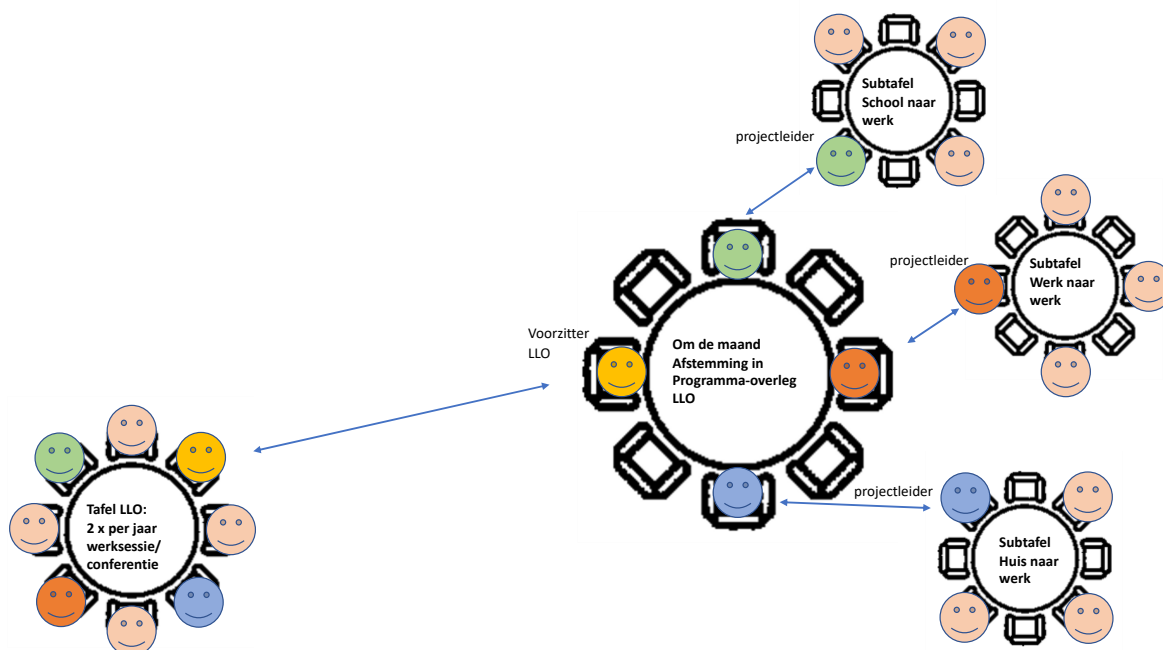 Subtafel
School naar
werk
projectleider
Subtafel
Werk naar
werk
projectleider
Voorzitter
LLO
Om de maand
Afstemming in
Programma-overleg
LLO
projectleider
Tafel LLO:
2 x per jaar
werksessie/
conferentie
Subtafel
Huis naar
werk